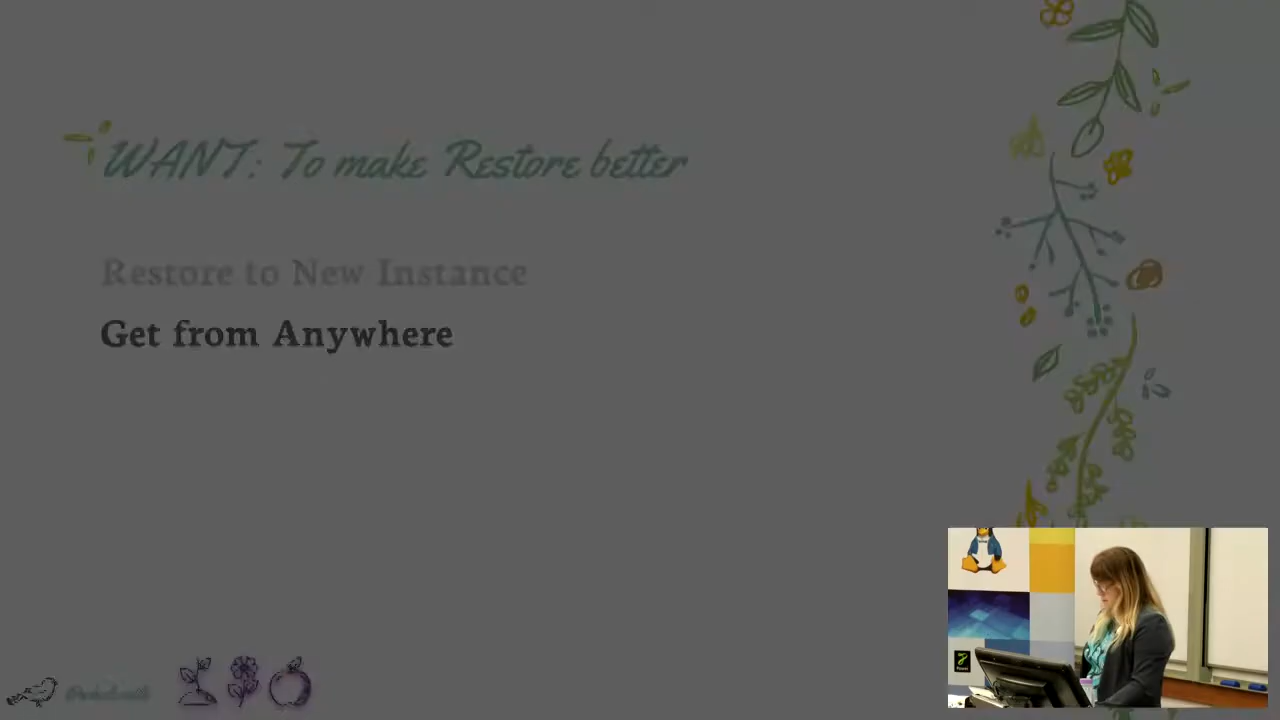 WANT: To make Restore better
Restore to New Instance
Get from Anywhere